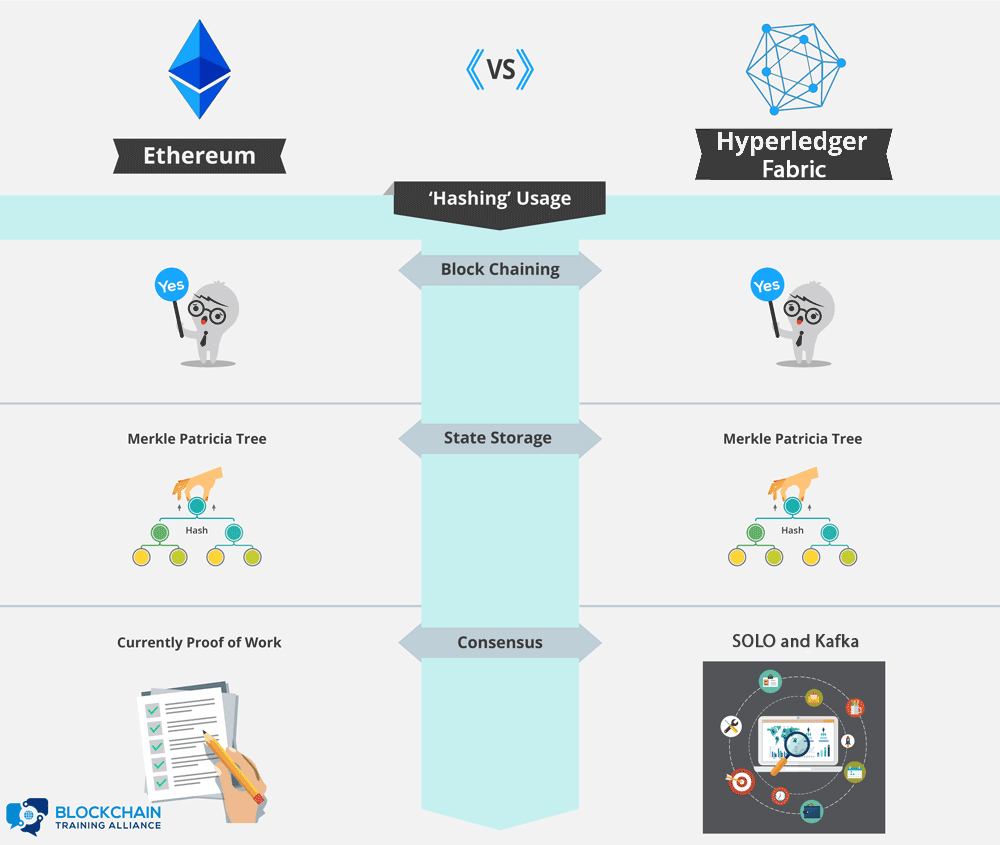 VS
Ethereum
Hyperledger
Fabric
‘Hashing’ Usage
Block Chaining
Yes
Yes
State Storage
Merkle Patricia Tree
Merkle Patricia Tree
Hash
Hash
Consensus
Currently Proof of Work
SOLO and Kafka
BLOCKCHAIN
TRAINING ALLIANCE